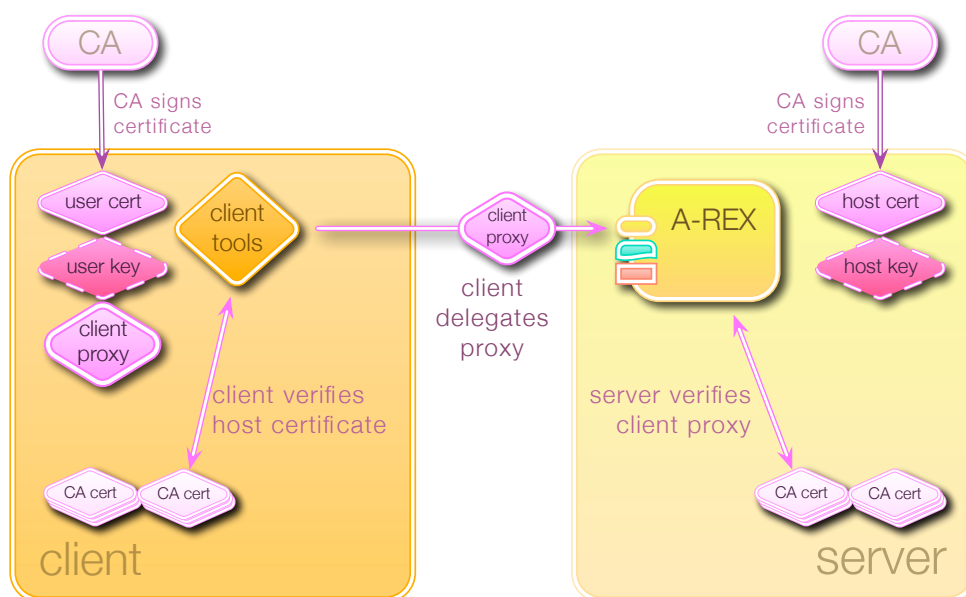 CA
CA signs
certificate
user cert
user key
client
proxy
client
tools
client verifies
host certificate
CA cert
CA cert
client
client
proxy
client
delegates
proxy
CA
CA signs
certificate
A-REX
host cert
host key
server verifies
client proxy
CA cert
CA cert
server